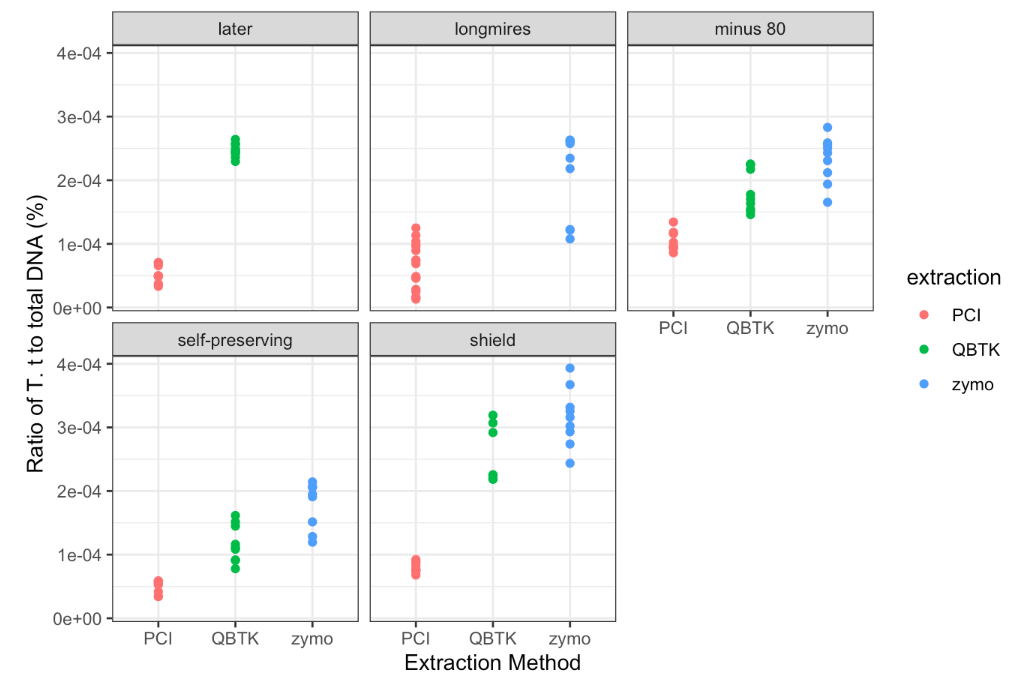 later
longmires
minus 80
4e-04
3e-04
2e-04
1e-04
0e+00
PCI QBTK zymo
self-preserving
shield
4e-04
3e-04
2e-04
1e-04
0e+00
PCI QBTK zymo
PCI QBTK zymo
Extraction Method
Ratio of T. t to total DNA (%)
extraction
PCI
QBTK
zymo